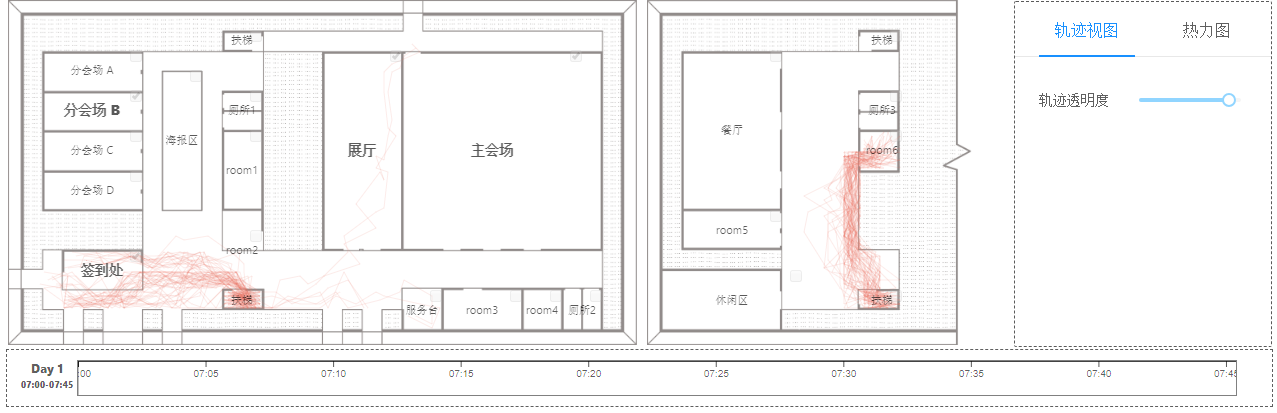 扶梯
分会场 A
分会场 B
分会场 C
分会场 D
海报区
厕所1
room1
room2
展厅
主会场
签到处
扶梯
服务台
room3
room4
厕所2
扶梯
餐厅
厕所3
room6
room5
休闲区
扶梯
轨迹视图
热力图
轨迹透明度
Day 1
07:00-07:45
:00
07:05
07:10
07:15
07:20
07:25
07:30
07:35
07:40
07:45